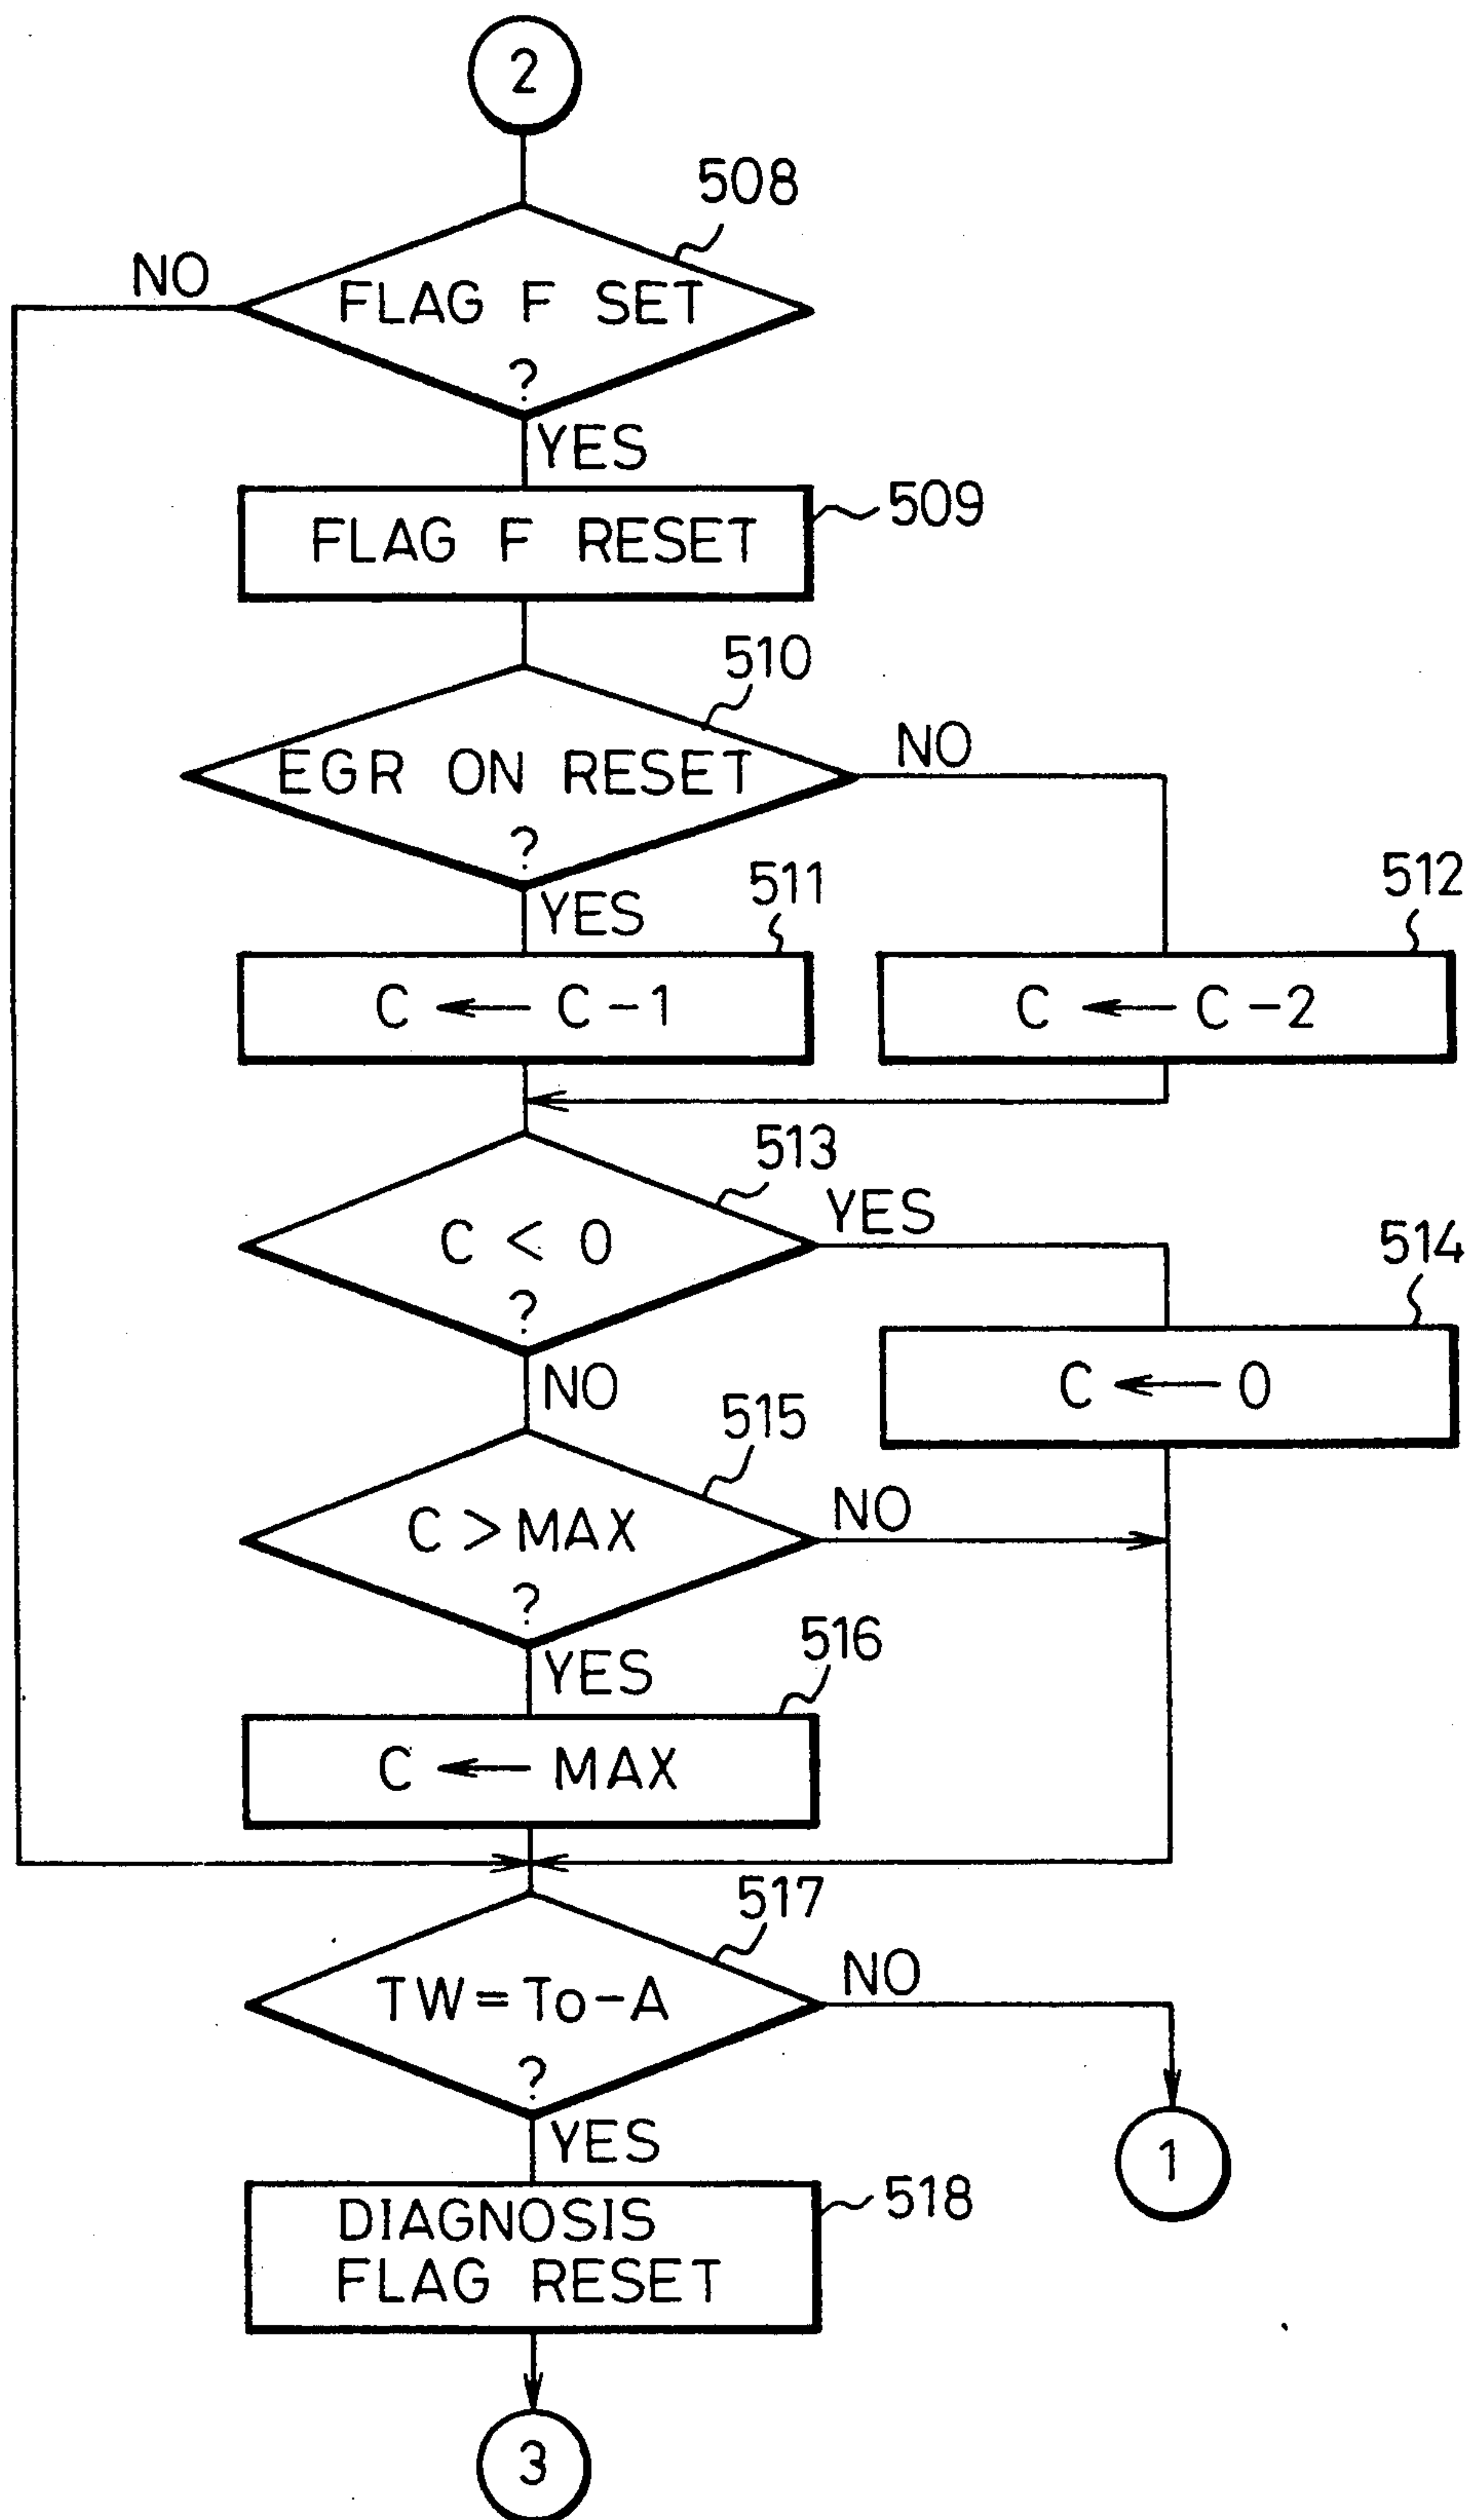 2
508
NO
FLAG F SET
?
YES
509
FLAG F RESET
510
NO
EGR ON RESET
?
YES
511
512
C ← C-1
C ← C-2
513
YES
C < 0
?
514
NO
C ← 0
515
NO
C > MAX
?
YES
516
C ← MAX
517
NO
TW=To-A
?
YES
1
518
DIAGNOSIS
FLAG RESET
3